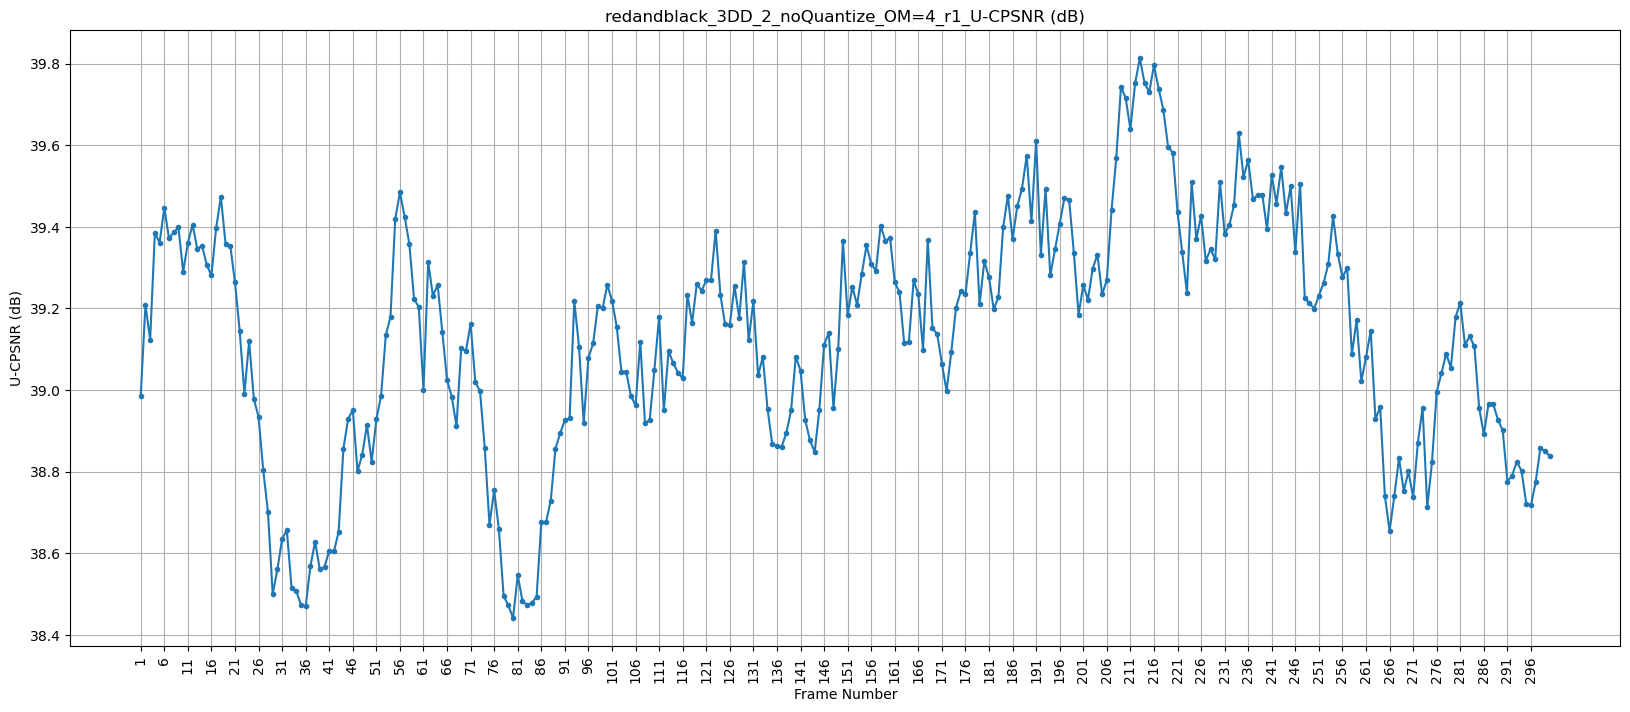 redandblack_3DD_2_noQuantize_OM=4_r1_U-CPSNR (dB)
39.8
39.6
39.4
39.2
39.0
38.8
38.6
38.4
U-CPSNR (dB)
1 6 11 16 21 26 31 36 41 46 51 56 61 66 71 76 81 86 91 96 101 106 111 116 121 126 131 136 141 146 151 156 161 166 171 176 181 186 191 196 201 206 211 216 221 226 231 236 241 246 251 256 261 266 271 276 281 286 291 296
Frame Number